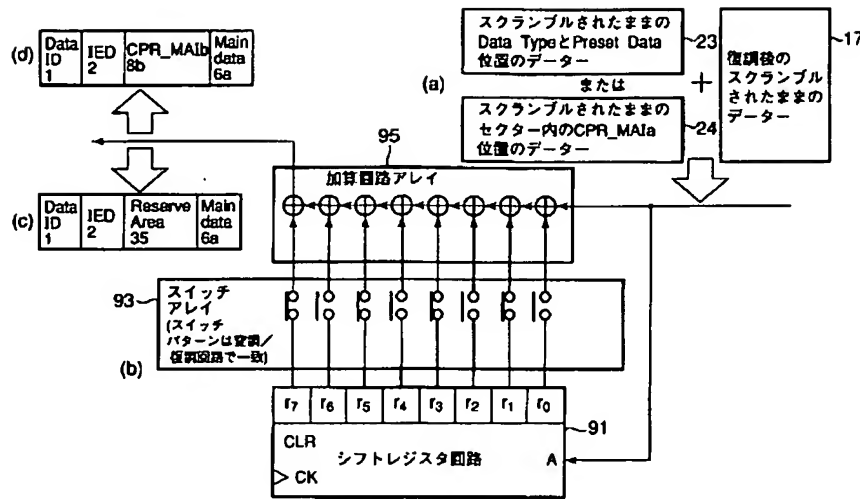 (d)
Data ID 1
IED 2
CPR_MAIb 8b
Main data 6a
(a)
スクランブルされたままの
Data TypeとPreset Data
位置のデーター
23
または
スクランブルされたままの
セクター内のCPR_MAIa
位置のデーター
24
+
復調後の
スクランブル
されたままの
データー
17
95
加算回路アレイ
(c)
Data ID 1
IED 2
Reserve Area 35
Main data 6a
93
スイッチ
アレイ
(スイッチ
パターンは変調/
復調回路で一致)
(b)
r7 r6 r5 r4 r3 r2 r1 r0
91
CLR
シフトレジスタ回路
A
CK